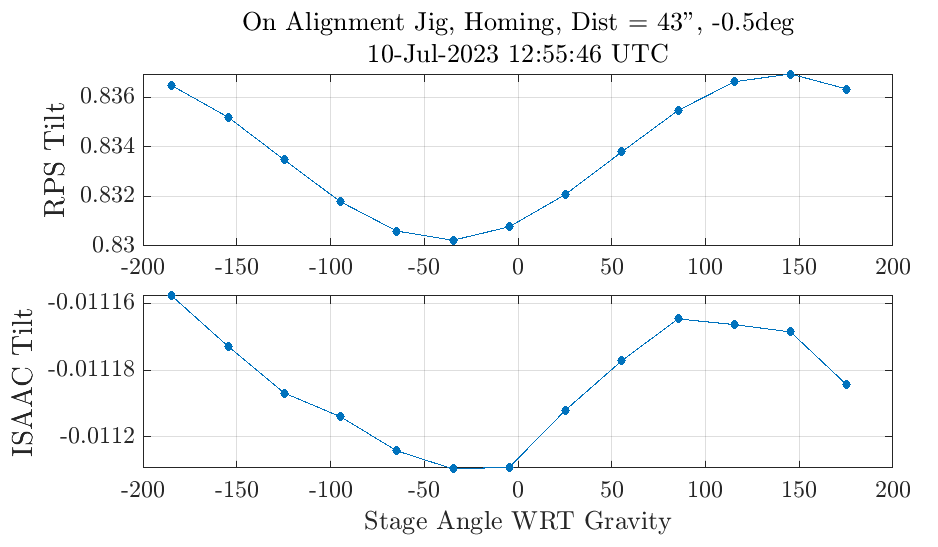 On Alignment Jig, Homing, Dist = 43”, -0.5deg
10-Jul-2023 12:55:46 UTC
RPS Tilt
0.836
0.834
0.832
0.83
-200 -150 -100 -50 0 50 100 150 200
ISAAC Tilt
-0.01116
-0.01118
-0.0112
-200 -150 -100 -50 0 50 100 150 200
Stage Angle WRT Gravity